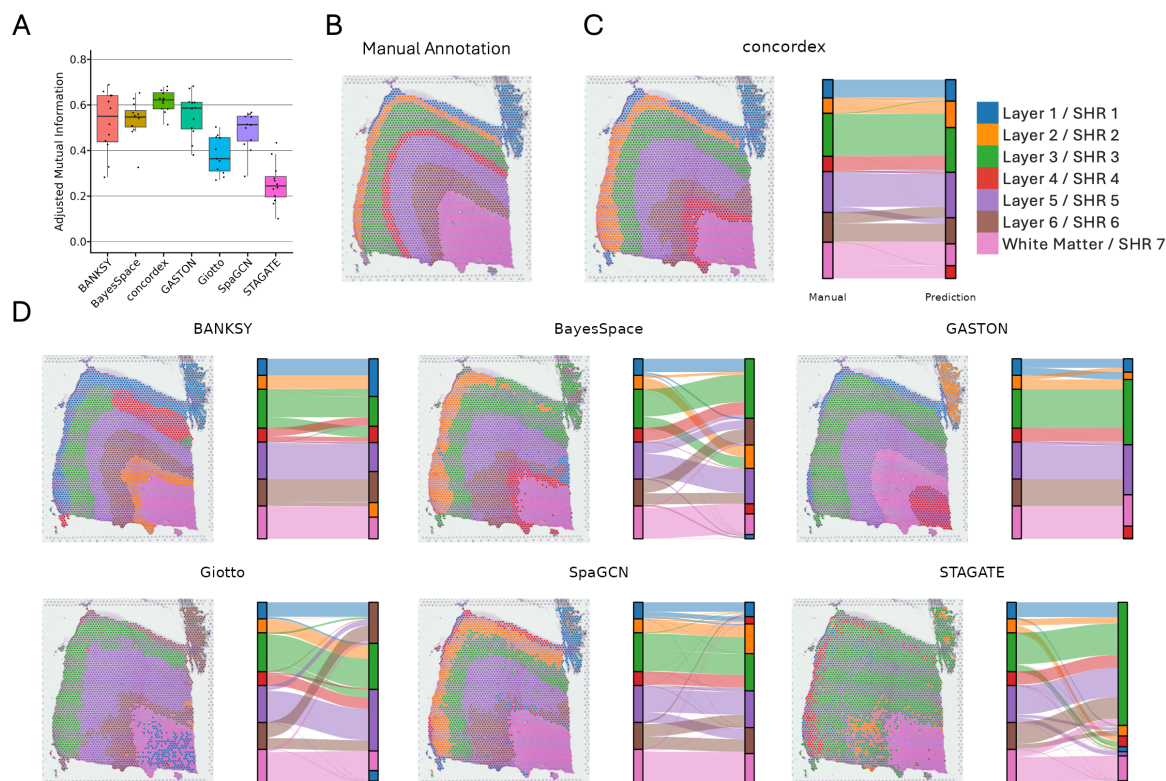 A
B
C
Manual Annotation
concordex
Adjusted Mutual Information
0.8
0.6
0.4
0.2
0.0
BANKSY
BayesSpace
concordex
GASTON
Giotto
SpaGCN
STAGATE
Manual
Prediction
Layer 1 / SHR 1
Layer 2 / SHR 2
Layer 3 / SHR 3
Layer 4 / SHR 4
Layer 5 / SHR 5
Layer 6 / SHR 6
White Matter / SHR 7
D
BANKSY
BayesSpace
GASTON
Giotto
SpaGCN
STAGATE